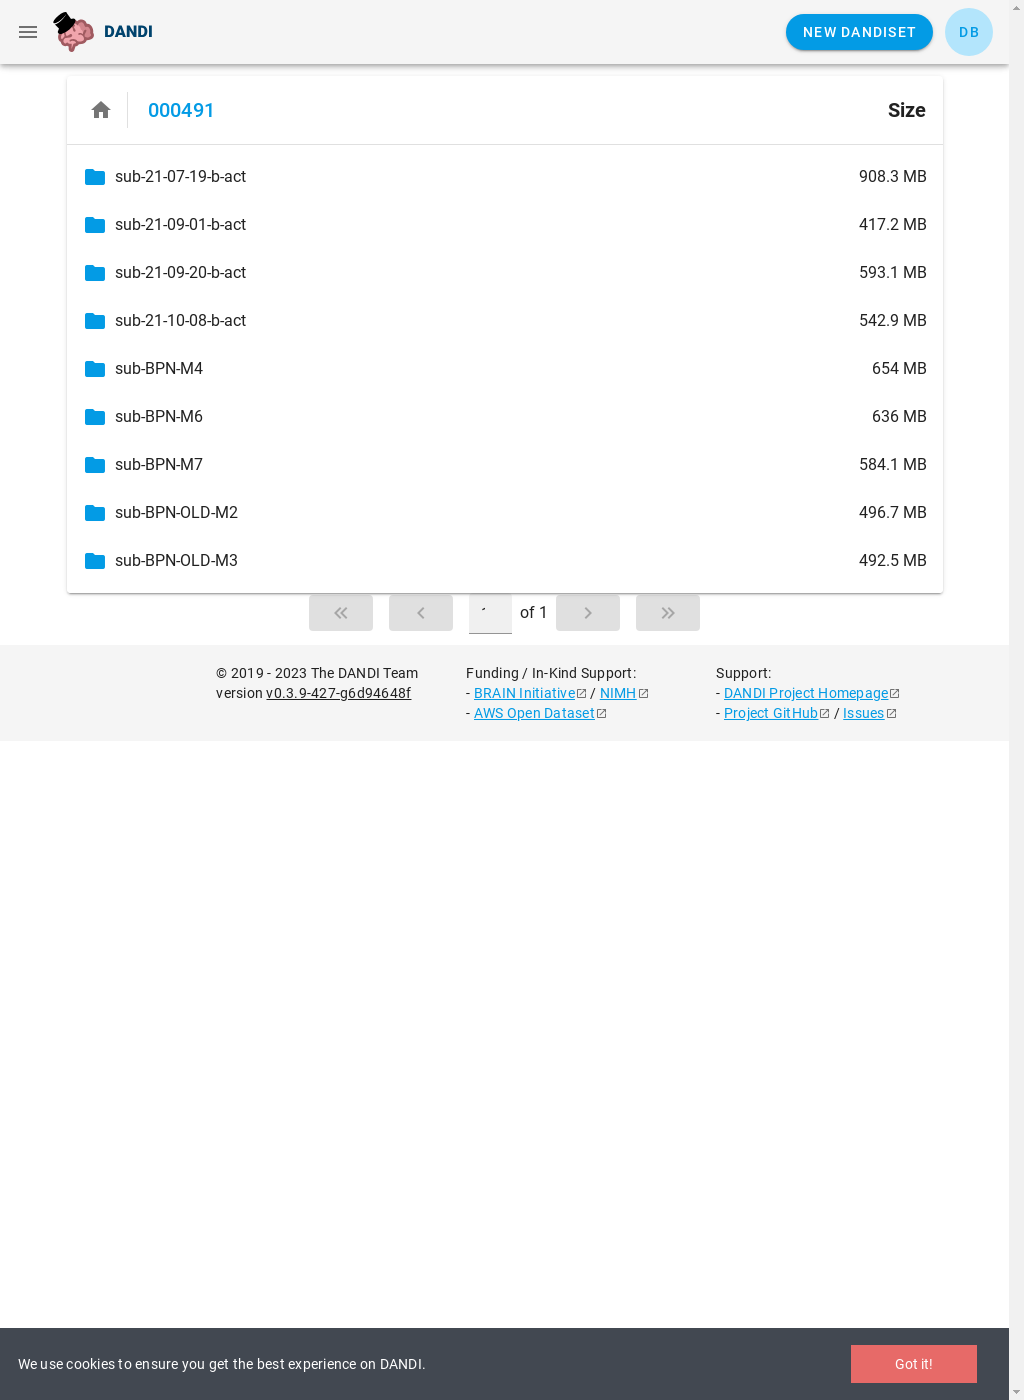 DANDI
NEW DANDISET
DB
000491
Size
sub-21-07-19-b-act 908.3 MB
sub-21-09-01-b-act 417.2 MB
sub-21-09-20-b-act 593.1 MB
sub-21-10-08-b-act 542.9 MB
sub-BPN-M4 654 MB
sub-BPN-M6 636 MB
sub-BPN-M7 584.1 MB
sub-BPN-OLD-M2 496.7 MB
sub-BPN-OLD-M3 492.5 MB
of 1
© 2019 - 2023 The DANDI Team
version v0.3.9-427-g6d94648f
Funding / In-Kind Support:
- BRAIN Initiative / NIMH
- AWS Open Dataset
Support:
- DANDI Project Homepage
- Project GitHub / Issues
We use cookies to ensure you get the best experience on DANDI.
Got it!